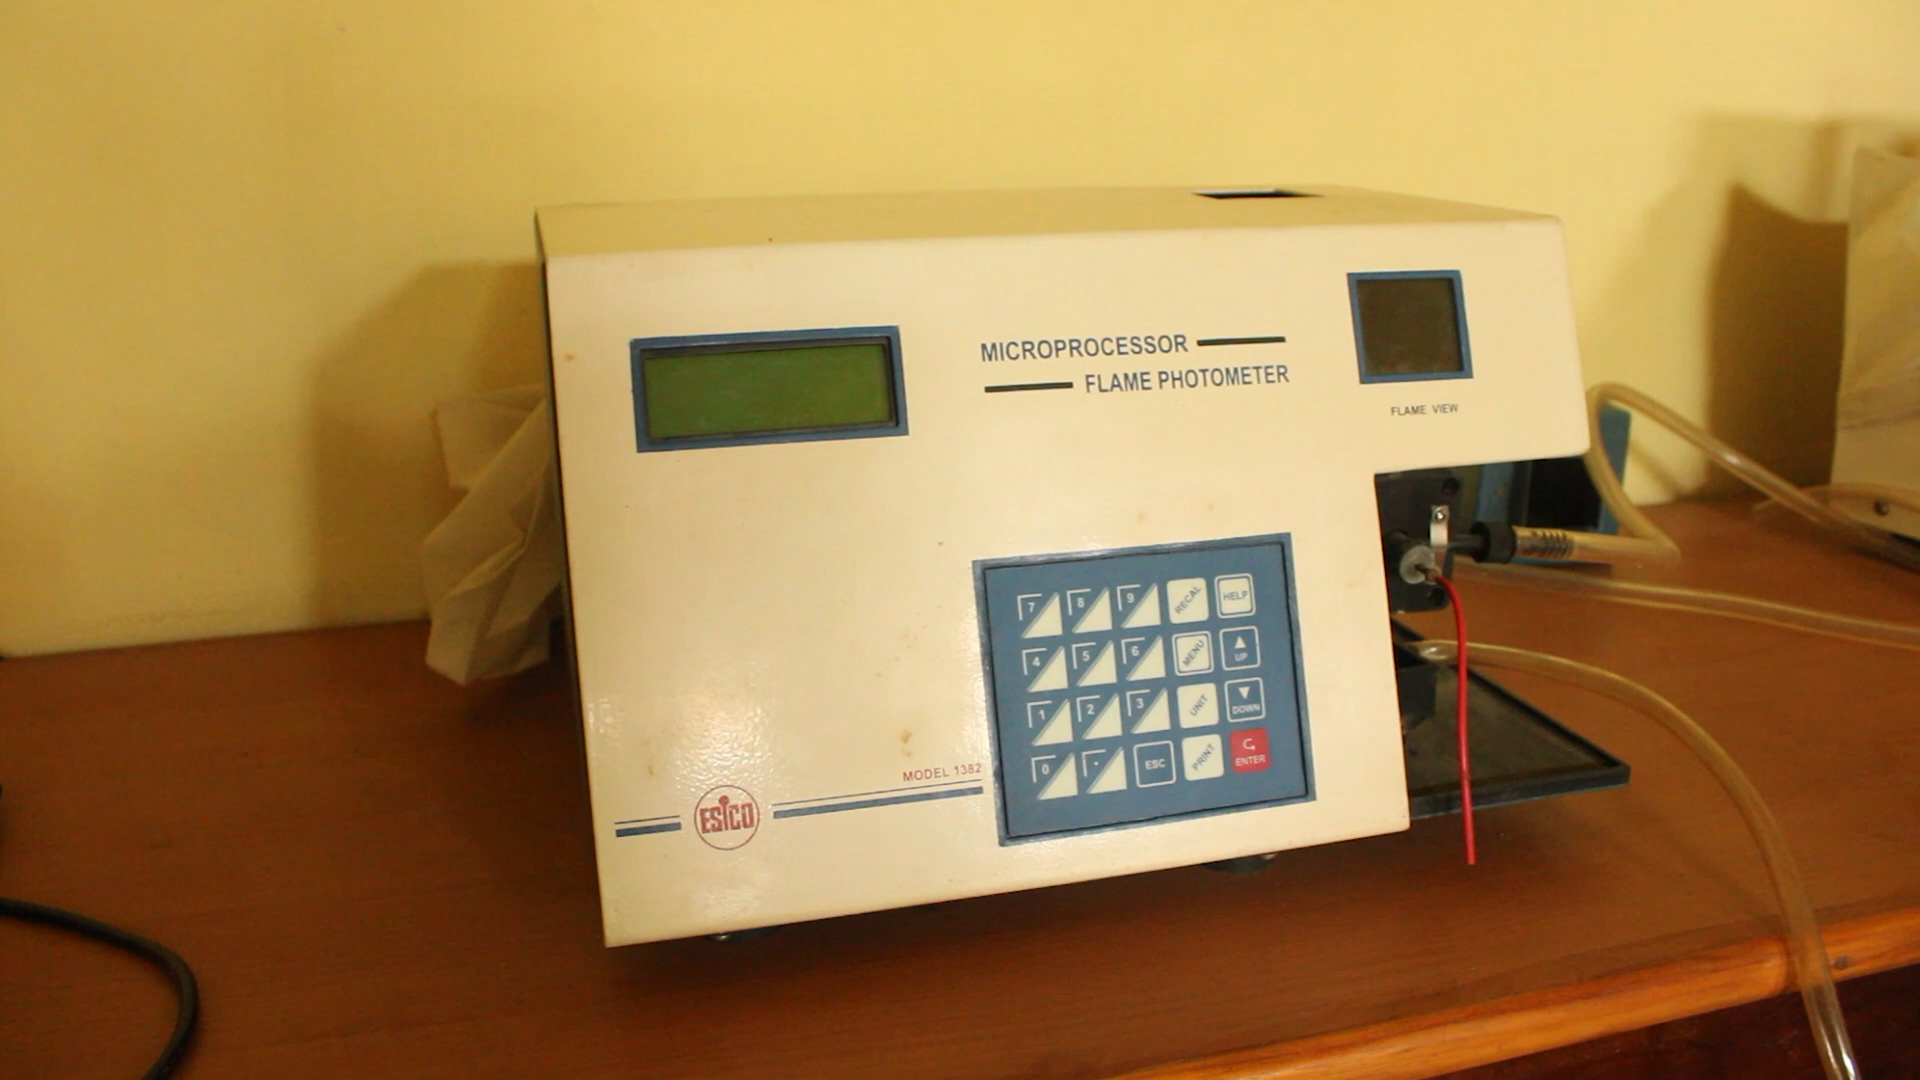 MICROPROCESSOR
FLAME PHOTOMETER
FLAME VIEW
7 8 9 RECAL HELP
4 5 6 MENU UP
1 2 3 UNIT DOWN
0 . ESC PRINT ENTER
MODEL 1382
ESICO